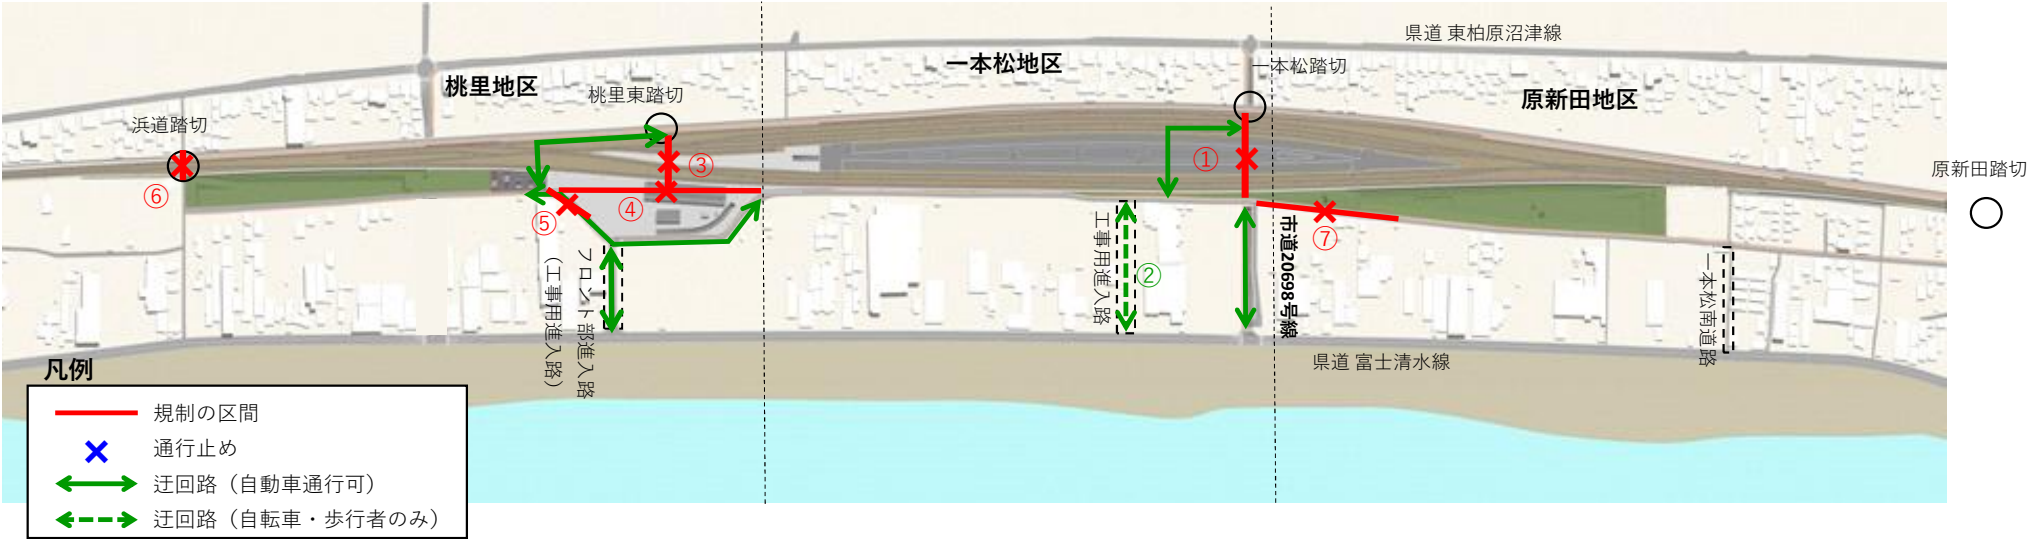 県道 東柏原沼津線
一本松地区
一本松踏切
桃里地区
桃里東踏切
原新田地区
浜道踏切
原新田踏切
①
③
⑥
④
⑤
⑦
②
市道20698号線
工事用進入路
フロント部進入路
（工事用進入路）
一本松南道路
県道 富士清水線
凡例
規制の区間
通行止め
迂回路（自動車通行可）
迂回路（自転車・歩行者のみ）